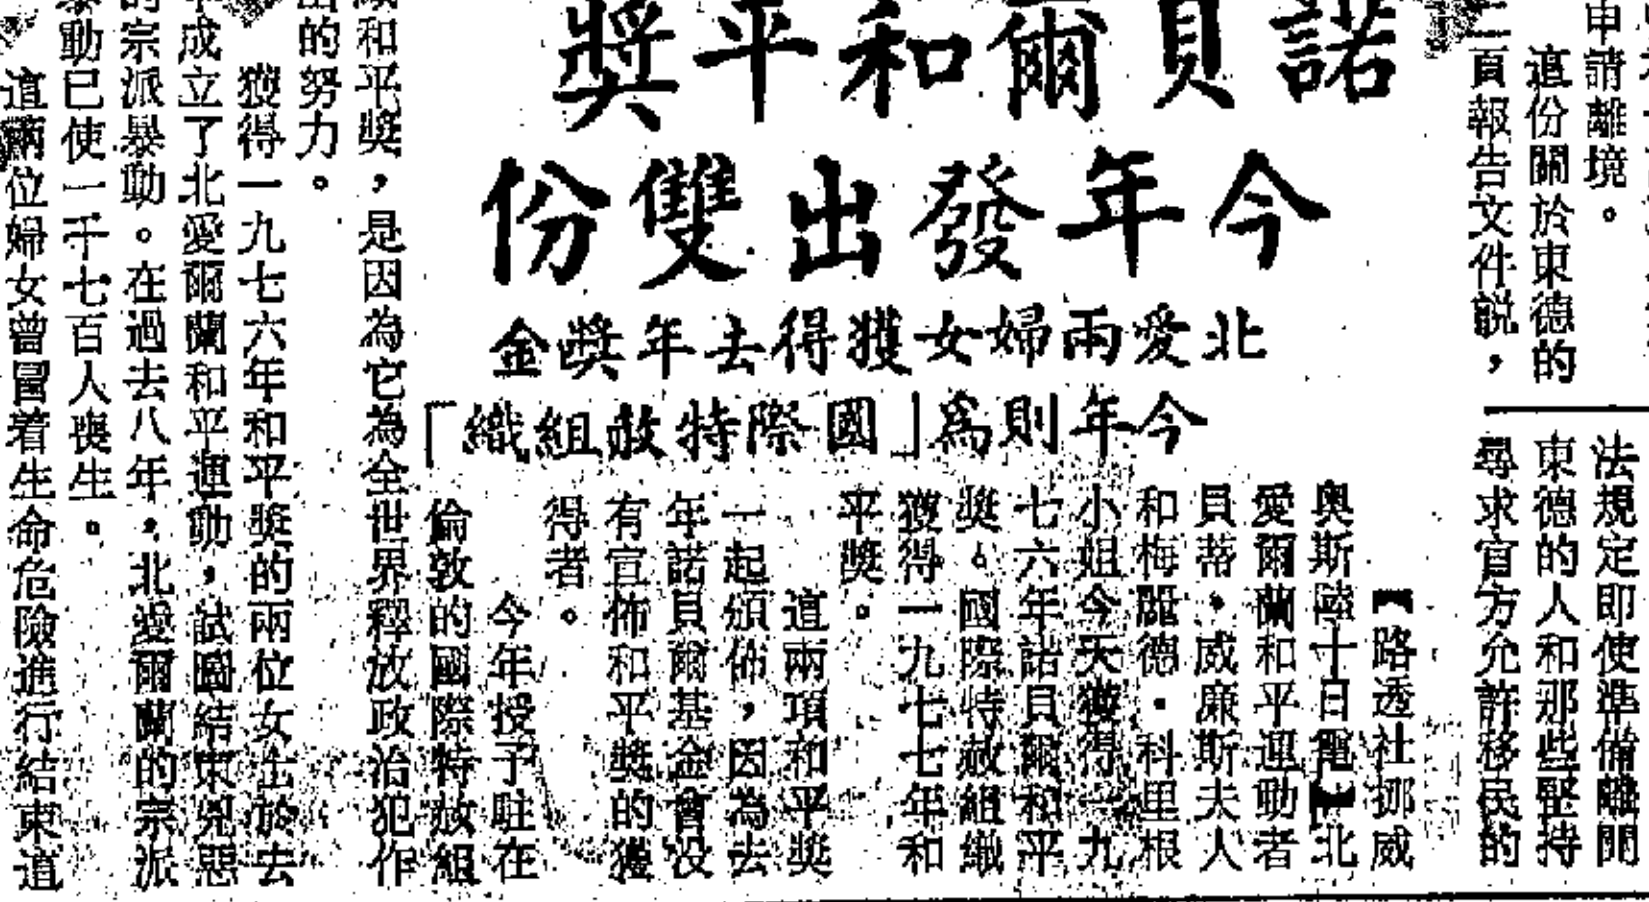 申請離境。
這份關於東德的
二頁報告文件說，
法規定即使準備離開
東德的人和那些堅持
尋求官方允許移民的
諾貝爾和平獎
今年發出雙份
北愛兩婦女獲得去年獎金
今年則爲「國際特赦組織」
【路透社挪威
奧斯陸十日電】北
愛爾蘭和平運動者
貝蒂．威廉斯夫人
和梅麗德．科里根
小姐今天獲得一九
七六年諾貝爾和平
獎。國際特赦組織
獲得一九七七年和
平獎。
這兩項和平獎
一起頒佈，因為去
年諾貝爾基金會沒
有宣佈和平獎的獲
得者。
今年授予駐在
倫敦的國際特赦組
和平獎，是因為它為全世界釋放政治犯作
出的努力。
獲得一九七六年和平獎的兩位女士於去
年成立了北愛爾蘭和平運動，試圖結束兇惡
的宗派暴動。在過去八年，北愛爾蘭的宗派
暴動已使一千七百人喪生。
這兩位婦女曾冒着生命危險進行結束這